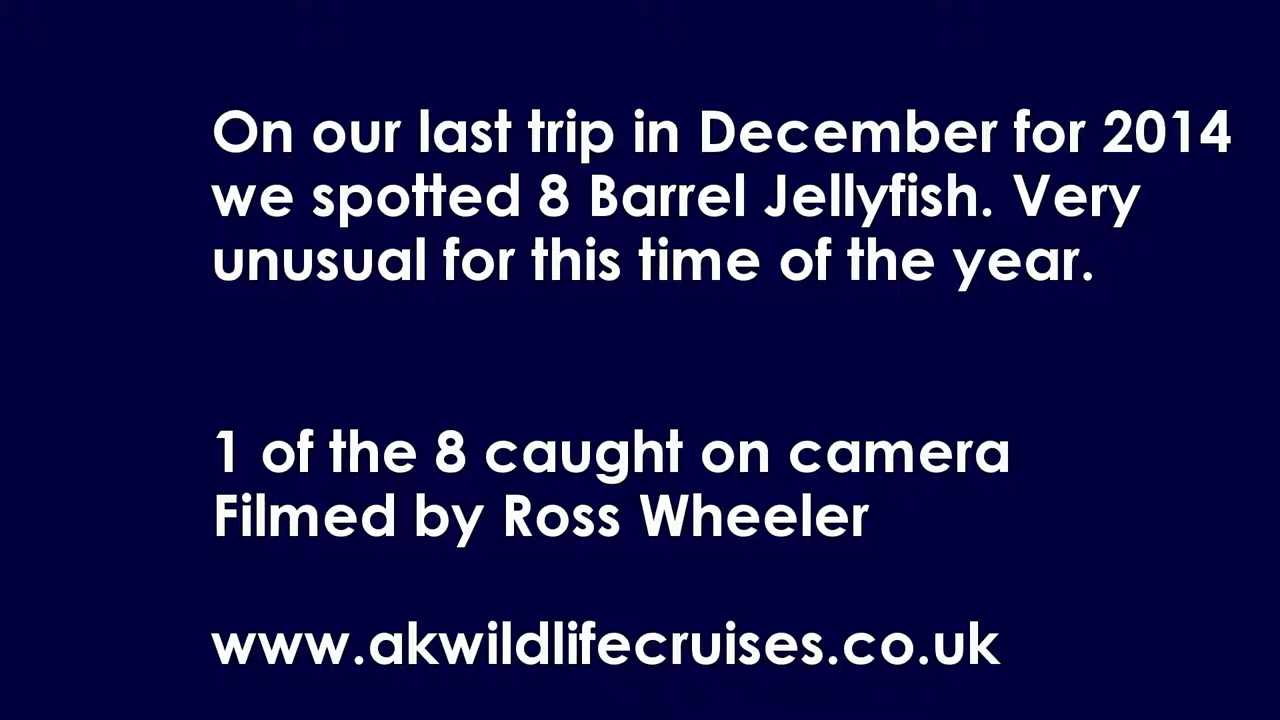 On our last trip in December for 2014
we spotted 8 Barrel Jellyfish. Very
unusual for this time of the year.
1 of the 8 caught on camera
Filmed by Ross Wheeler
www.akwildlifecruises.co.uk